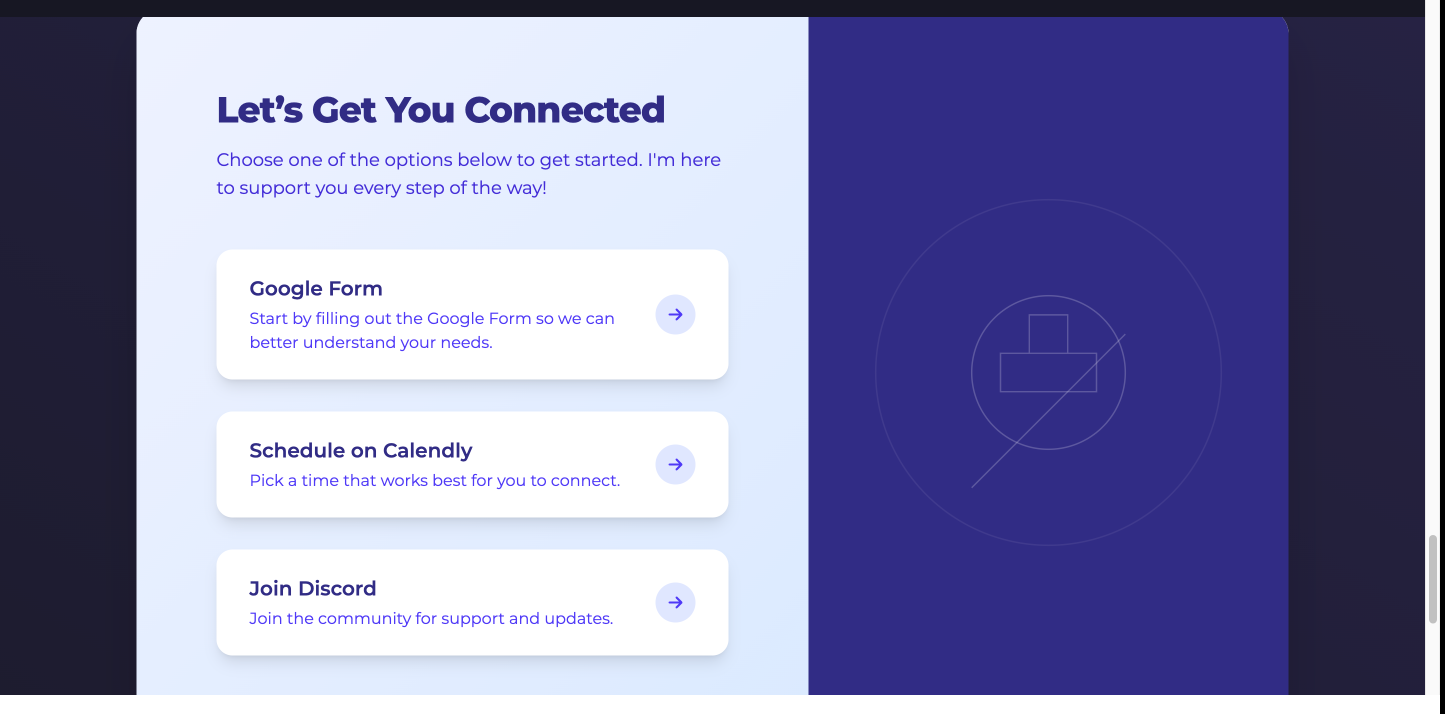 Let’s Get You Connected
Choose one of the options below to get started. I'm here
to support you every step of the way!
Google Form
Start by filling out the Google Form so we can
better understand your needs.
Schedule on Calendly
Pick a time that works best for you to connect.
Join Discord
Join the community for support and updates.